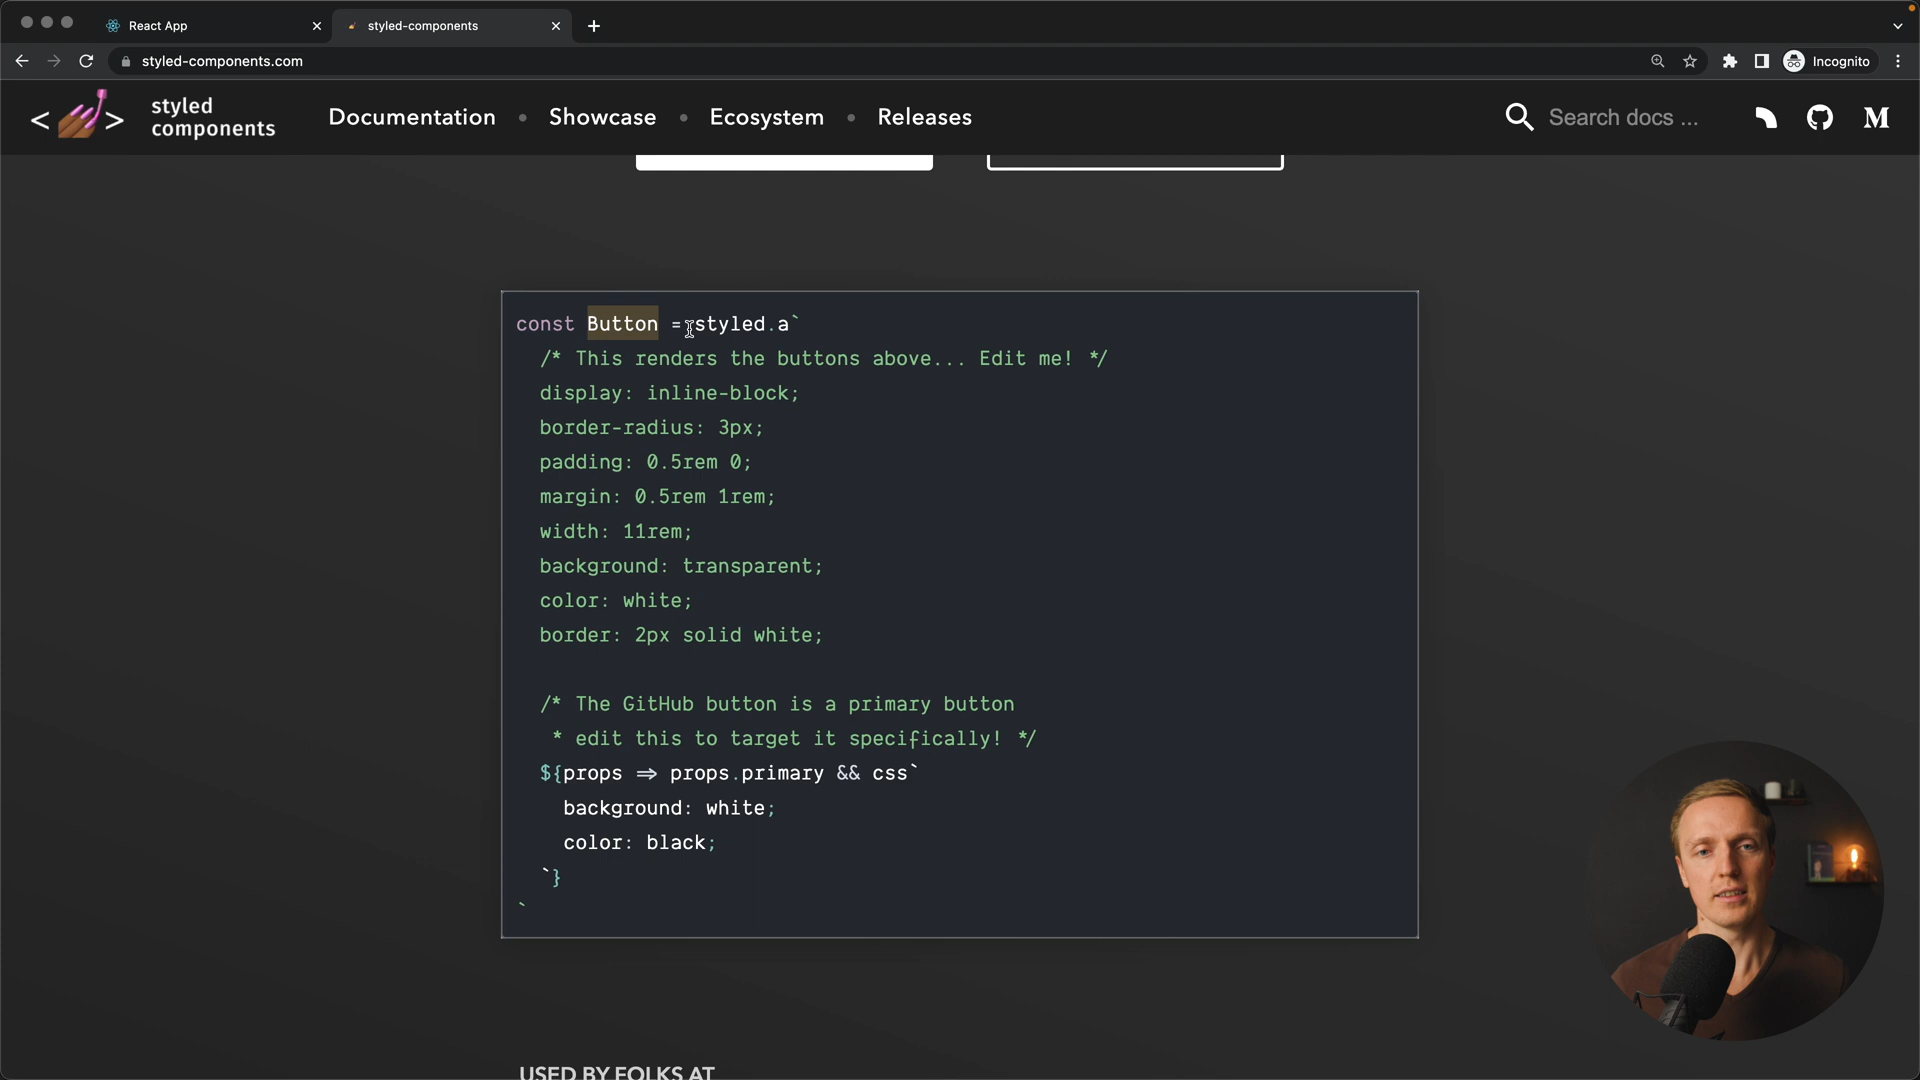 React App
styled-components
styled-components.com
Incognito
styled
components
Documentation
Showcase
Ecosystem
Releases
Search docs ...
const Button = styled.a`
/* This renders the buttons above... Edit me! */
display: inline-block;
border-radius: 3px;
padding: 0.5rem 0;
margin: 0.5rem 1rem;
width: 11rem;
background: transparent;
color: white;
border: 2px solid white;
/* The GitHub button is a primary button
* edit this to target it specifically! */
${props => props.primary && css`
background: white;
color: black;
`}
`
USED BY FOLKS AT